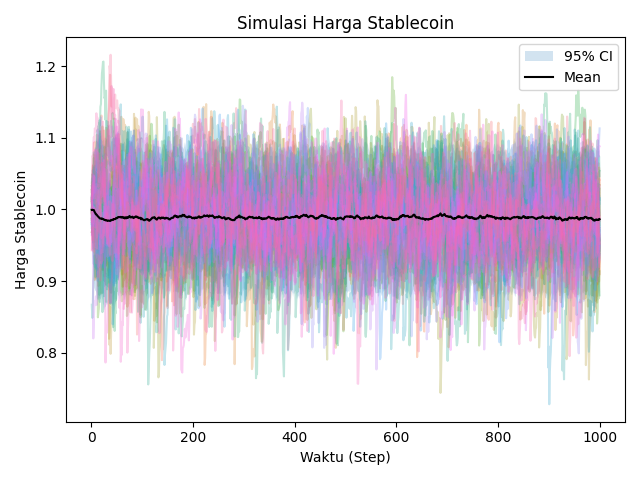 Simulasi Harga Stablecoin
95% CI
Mean
1.2
1.1
1.0
0.9
0.8
Harga Stablecoin
0
200
400
600
800
1000
Waktu (Step)